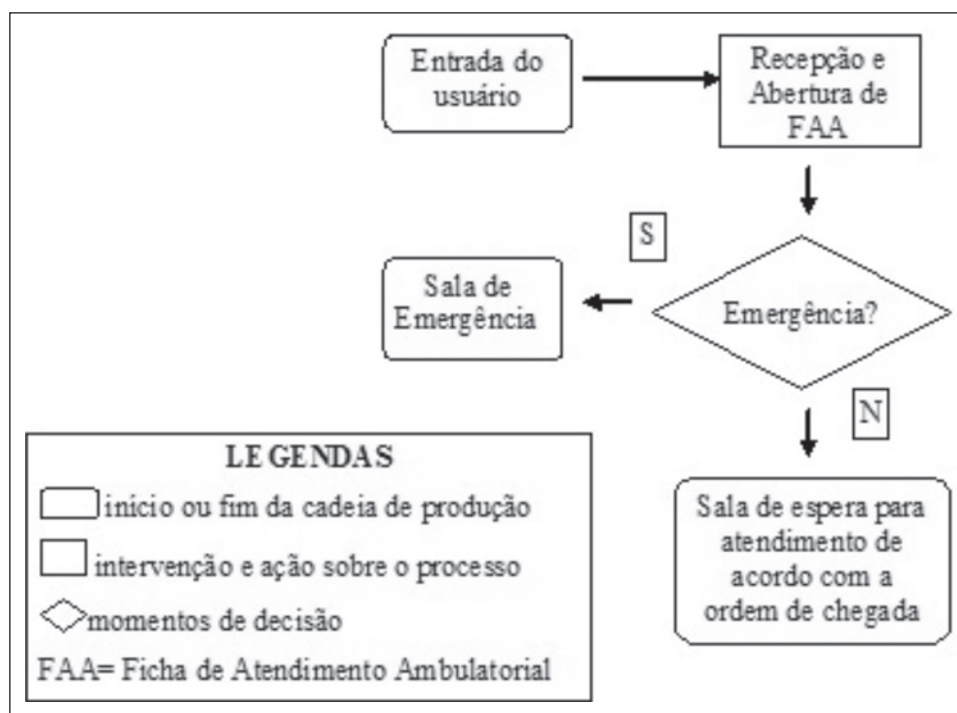 Entrada do
usuário
Recepção e
Abertura de
FAA
S
Sala de
Emergência
Emergência?
N
Sala de espera para
atendimento de
acordo com a
ordem de chegada
LEGENDAS
início ou fim da cadeia de produção
intervenção e ação sobre o processo
momentos de decisão
FAA= Ficha de Atendimento Ambulatorial